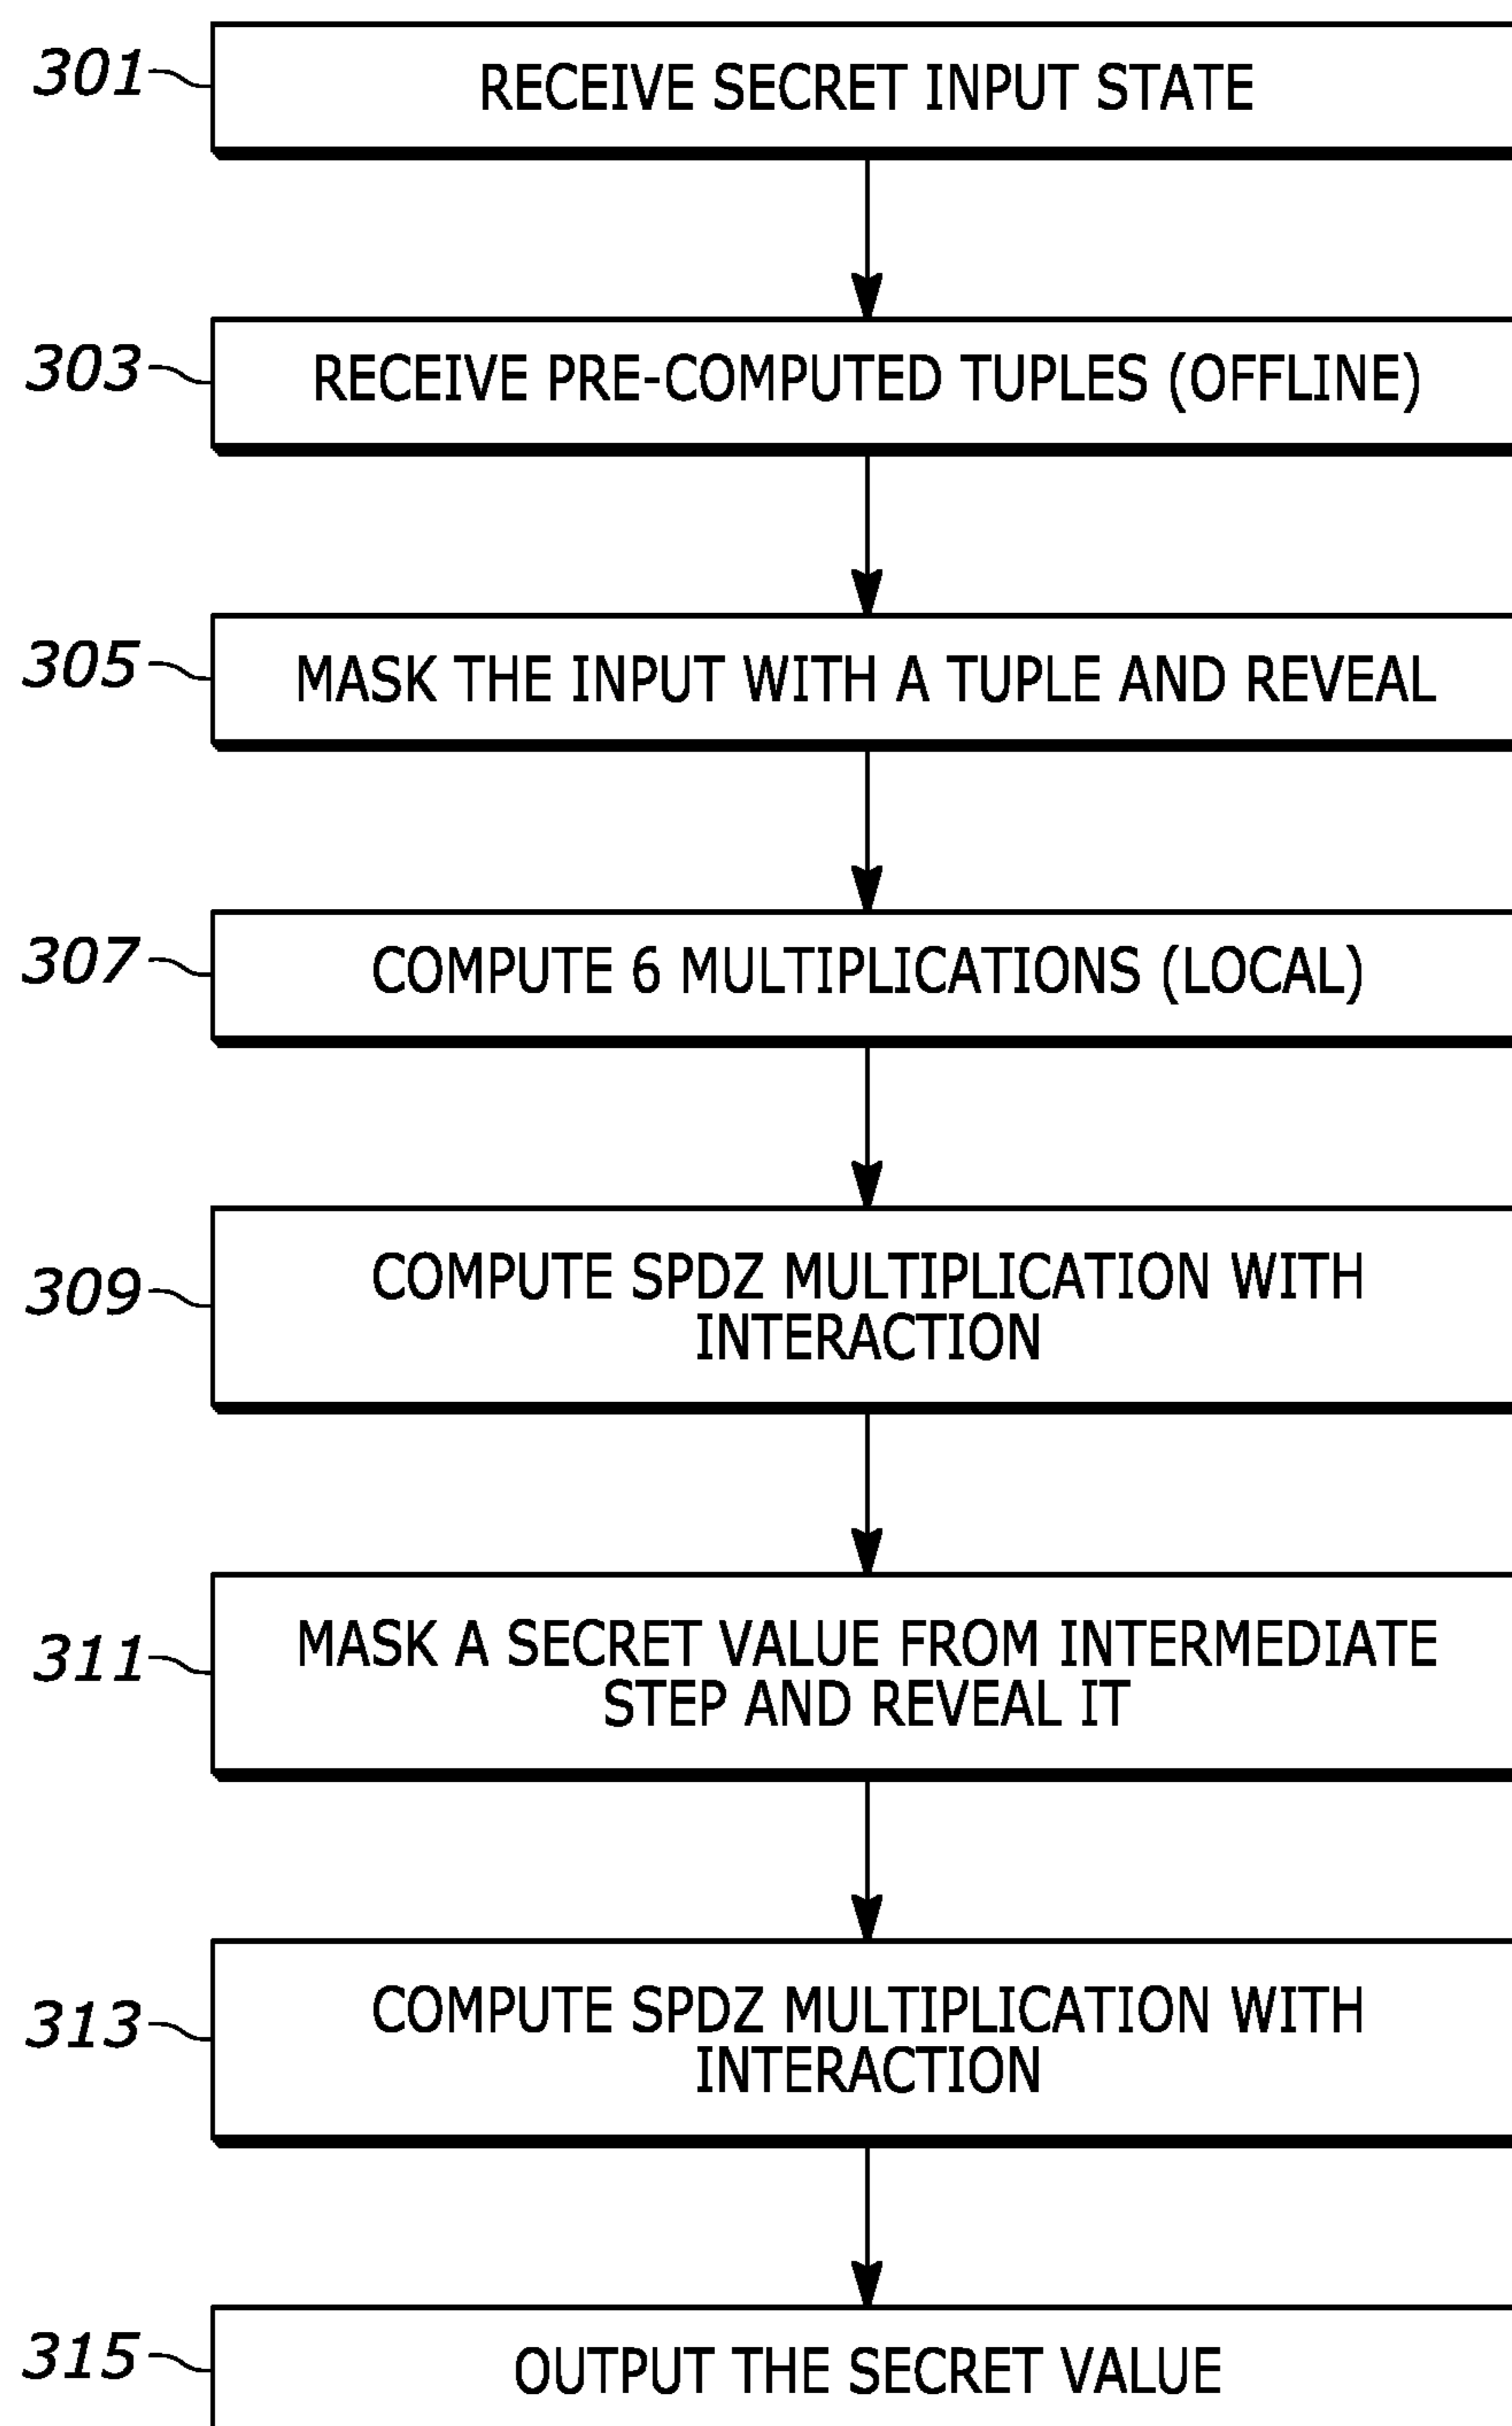 301
RECEIVE SECRET INPUT STATE
303
RECEIVE PRE-COMPUTED TUPLES (OFFLINE)
305
MASK THE INPUT WITH A TUPLE AND REVEAL
307
COMPUTE 6 MULTIPLICATIONS (LOCAL)
309
COMPUTE SPDZ MULTIPLICATION WITH
INTERACTION
311
MASK A SECRET VALUE FROM INTERMEDIATE
STEP AND REVEAL IT
313
COMPUTE SPDZ MULTIPLICATION WITH
INTERACTION
315
OUTPUT THE SECRET VALUE